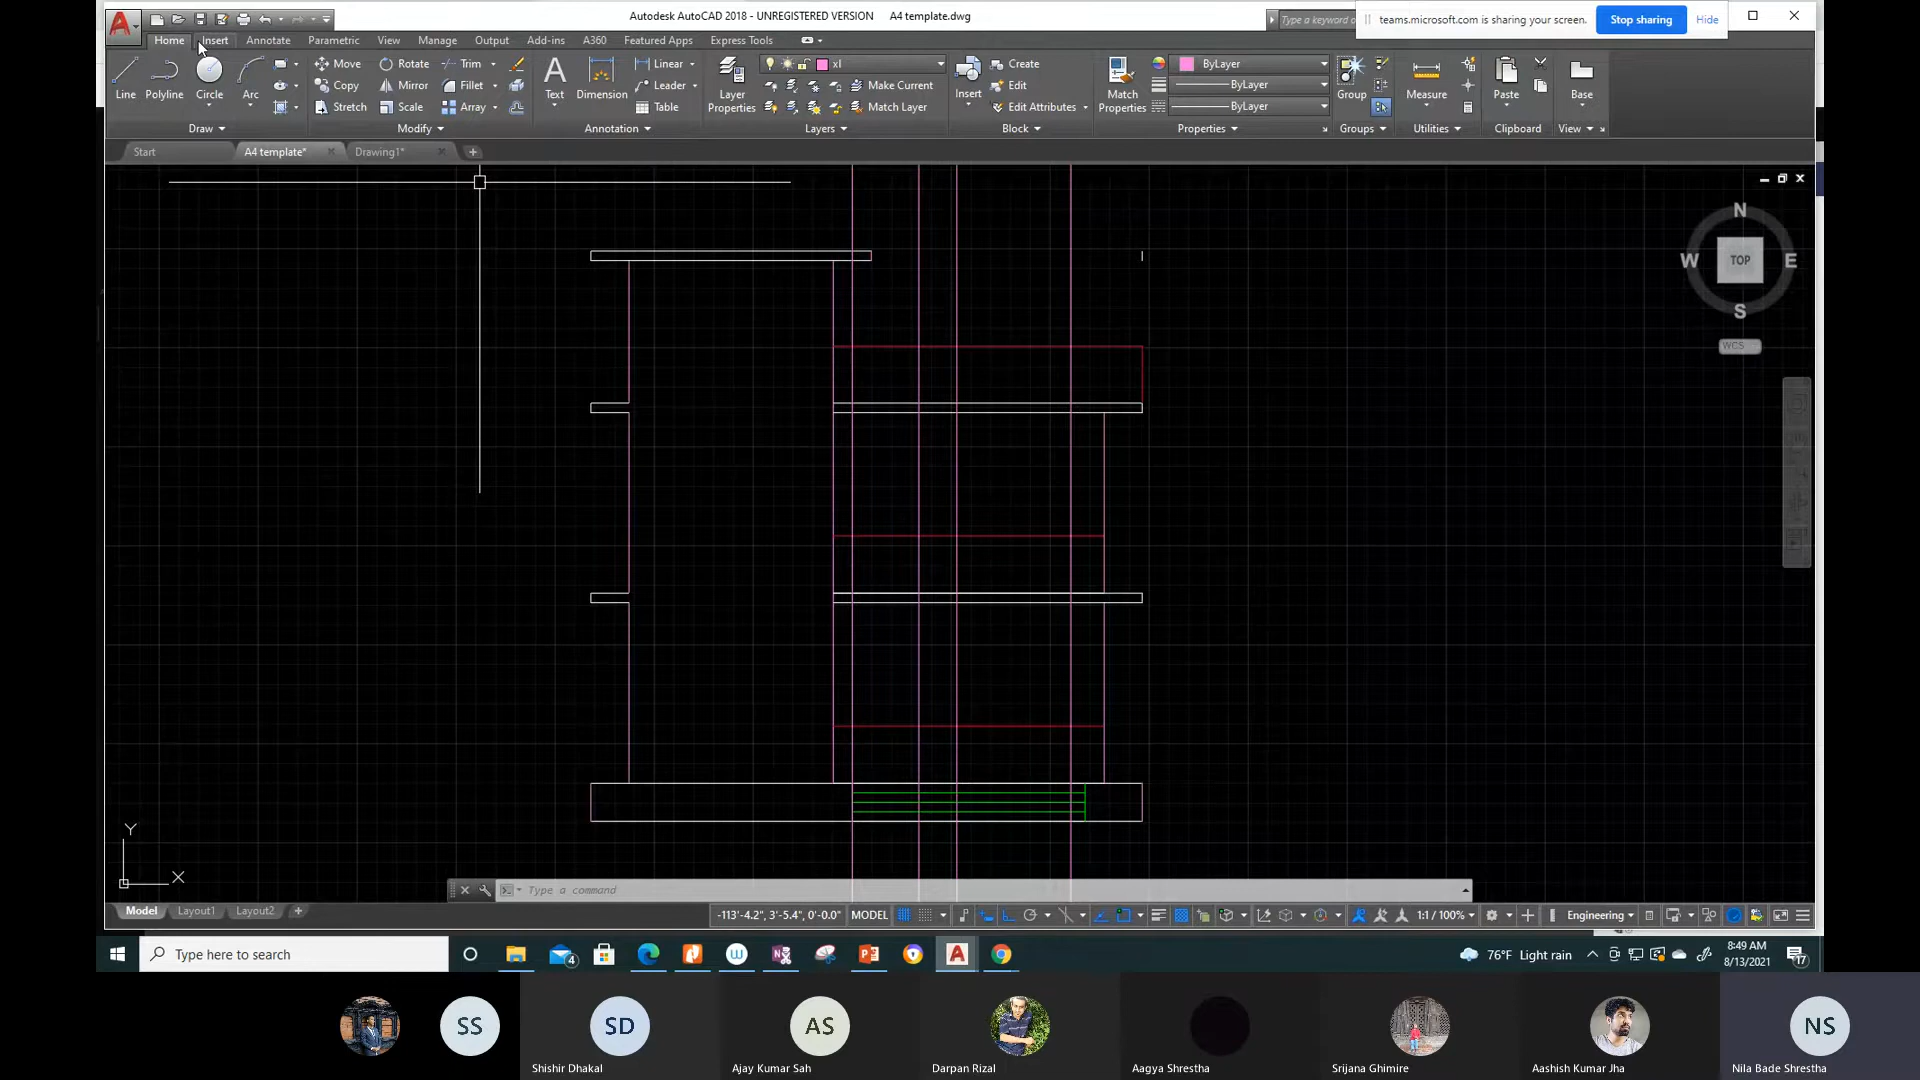 Autodesk AutoCAD 2018 - UNREGISTERED VERSION A4 template.dwg
Type a keyword o
teams.microsoft.com is sharing your screen.
Stop sharing
Hide
Home Insert Annotate Parametric View Manage Output Add-ins A360 Featured Apps Express Tools
Line Polyline Circle Arc
Move Rotate Trim
Copy Mirror Fillet
Stretch Scale Array
Text Dimension
Linear
Leader
Table
Layer Properties
xl
Make Current
Match Layer
Insert
Create
Edit
Edit Attributes
Match Properties
ByLayer
ByLayer
ByLayer
Group
Measure
Paste
Base
Draw Modify Annotation Layers Block Properties Groups Utilities Clipboard View
Start A4 template* Drawing1*
N
W TOP E
S
WCS
Y
X
Type a command
Model Layout1 Layout2
-113'-4.2", 3'-5.4", 0'-0.0" MODEL 1:1 / 100% Engineering
Type here to search
4
76°F Light rain
8:49 AM
8/13/2021
17
SS
SD
AS
NS
Shishir Dhakal
Ajay Kumar Sah
Darpan Rizal
Aagya Shrestha
Srijana Ghimire
Aashish Kumar Jha
Nila Bade Shrestha